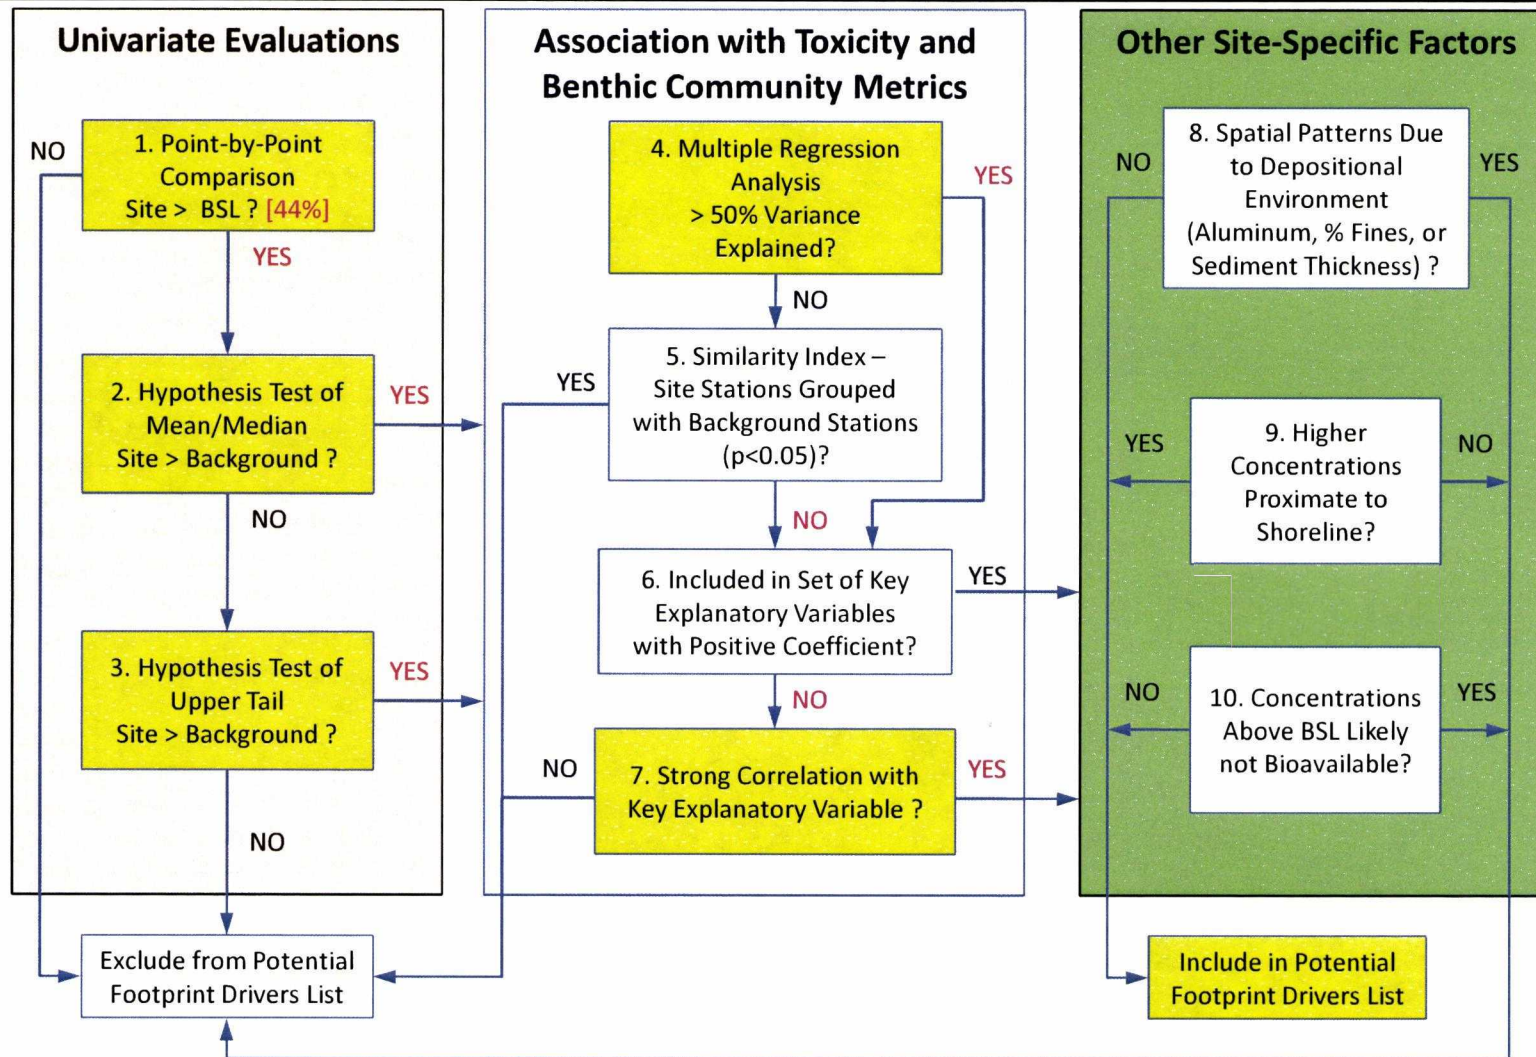 Univariate Evaluations
NO
1. Point-by-Point
Comparison
Site > BSL ? [44%]
YES
2. Hypothesis Test of
Mean/Median
Site > Background ?
YES
NO
3. Hypothesis Test of
Upper Tail
Site > Background ?
YES
NO
Exclude from Potential
Footprint Drivers List
Association with Toxicity and
Benthic Community Metrics
4. Multiple Regression
Analysis
> 50% Variance
Explained?
YES
NO
5. Similarity Index –
Site Stations Grouped
with Background Stations
(p<0.05)?
YES
NO
6. Included in Set of Key
Explanatory Variables
with Positive Coefficient?
YES
NO
7. Strong Correlation with
Key Explanatory Variable ?
NO
YES
Other Site-Specific Factors
8. Spatial Patterns Due
to Depositional
Environment
(Aluminum, % Fines, or
Sediment Thickness) ?
NO
YES
9. Higher
Concentrations
Proximate to
Shoreline?
YES
NO
10. Concentrations
Above BSL Likely
not Bioavailable?
NO
YES
Include in Potential
Footprint Drivers List